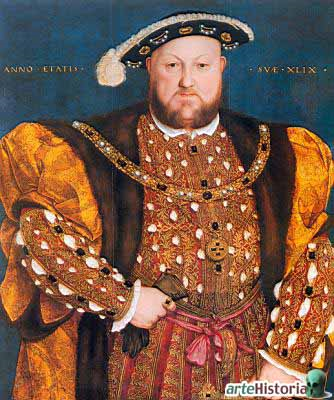 ANNO · ETATIS · SVÆ · XLIX ·
arteHistoria